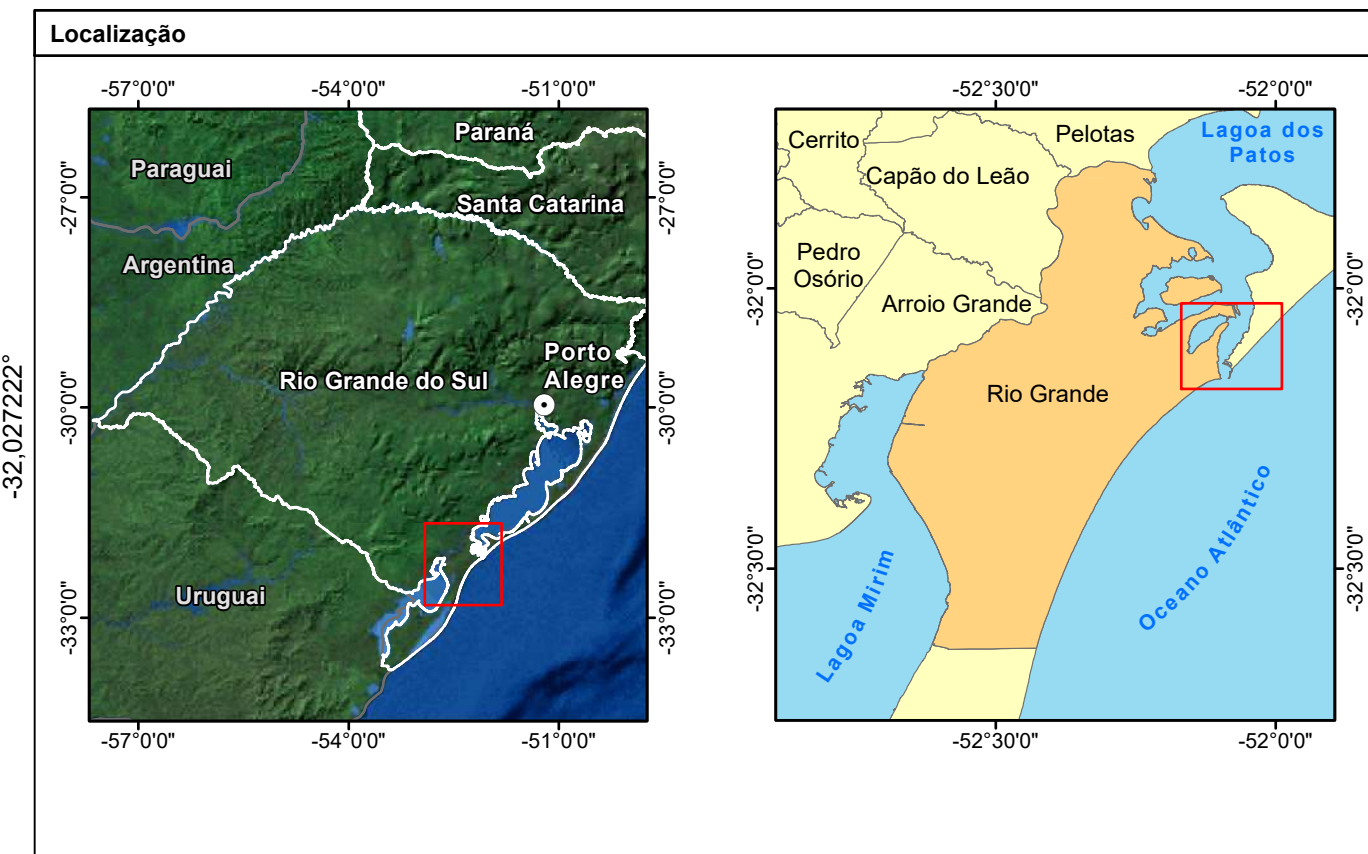 Localização
-57°0'0"
-54°0'0"
-51°0'0"
-27°0'0"
-30°0'0"
-33°0'0"
-27°0'0"
-30°0'0"
-33°0'0"
-57°0'0"
-54°0'0"
-51°0'0"
Paraná
Paraguai
Santa Catarina
Argentina
Porto
Alegre
Rio Grande do Sul
Uruguai
-32,027222°
-52°30'0"
-52°0'0"
-32°0'0"
-32°30'0"
-32°0'0"
-32°30'0"
-52°30'0"
-52°0'0"
Cerrito
Pelotas
Lagoa dos
Patos
Capão do Leão
Pedro
Osório
Arroio Grande
Rio Grande
Oceano Atlântico
Lagoa Mirim